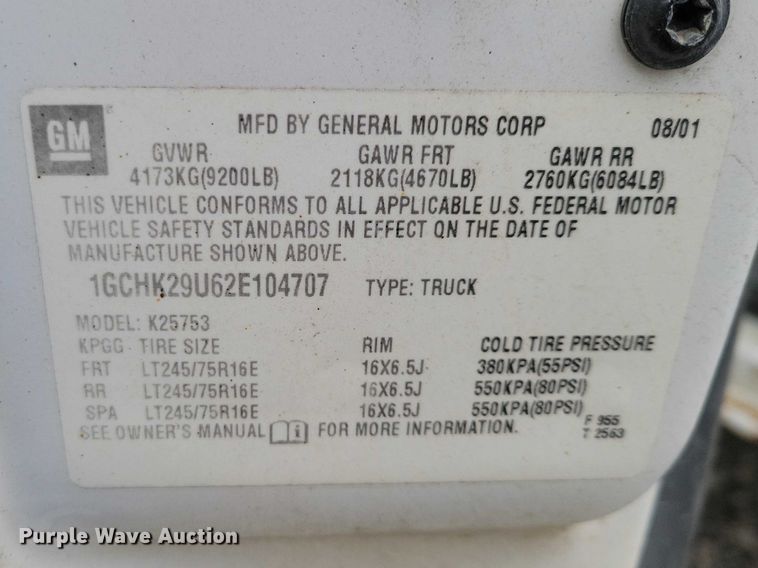 GM
MFD BY GENERAL MOTORS CORP 08/01
GVWR GAWR FRT GAWR RR
4173KG(9200LB) 2118KG(4670LB) 2760KG(6084LB)
THIS VEHICLE CONFORMS TO ALL APPLICABLE U.S. FEDERAL MOTOR
VEHICLE SAFETY STANDARDS IN EFFECT ON THE DATE OF
MANUFACTURE SHOWN ABOVE.
1GCHK29U62E104707 TYPE: TRUCK
MODEL: K25753
KPGG TIRE SIZE RIM COLD TIRE PRESSURE
FRT LT245/75R16E 16X6.5J 380KPA(55PSI)
RR LT245/75R16E 16X6.5J 550KPA(80PSI)
SPA LT245/75R16E 16X6.5J 550KPA(80PSI)
SEE OWNER'S MANUAL i FOR MORE INFORMATION.
F 955
T 2563
Purple Wave Auction